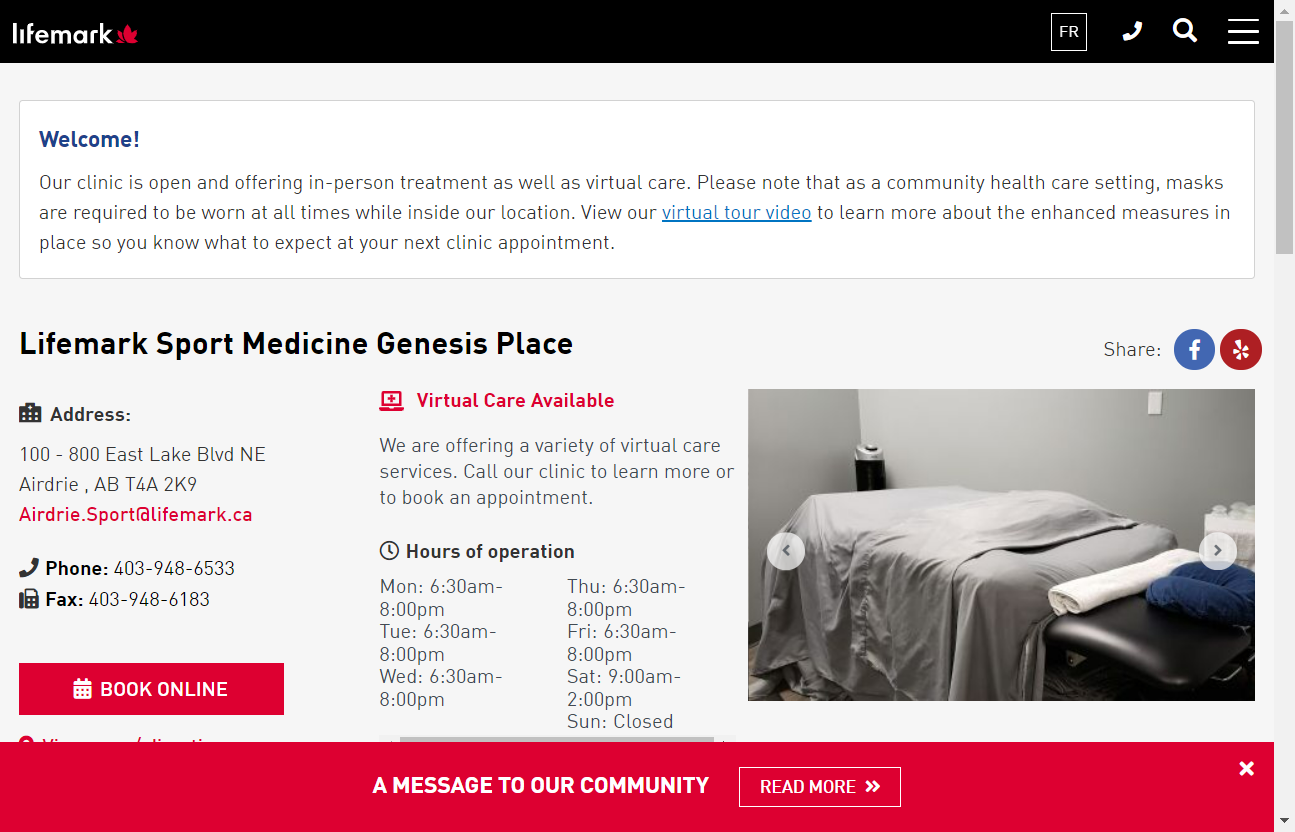 lifemark
FR
Welcome!
Our clinic is open and offering in-person treatment as well as virtual care. Please note that as a community health care setting, masks
are required to be worn at all times while inside our location. View our virtual tour video to learn more about the enhanced measures in
place so you know what to expect at your next clinic appointment.
Lifemark Sport Medicine Genesis Place
Share:
Address:
100 - 800 East Lake Blvd NE
Airdrie , AB T4A 2K9
Airdrie.Sport@lifemark.ca
Phone: 403-948-6533
Fax: 403-948-6183
BOOK ONLINE
Virtual Care Available
We are offering a variety of virtual care
services. Call our clinic to learn more or
to book an appointment.
Hours of operation
Mon: 6:30am-
8:00pm
Tue: 6:30am-
8:00pm
Wed: 6:30am-
8:00pm
Thu: 6:30am-
8:00pm
Fri: 6:30am-
8:00pm
Sat: 9:00am-
2:00pm
Sun: Closed
A MESSAGE TO OUR COMMUNITY
READ MORE